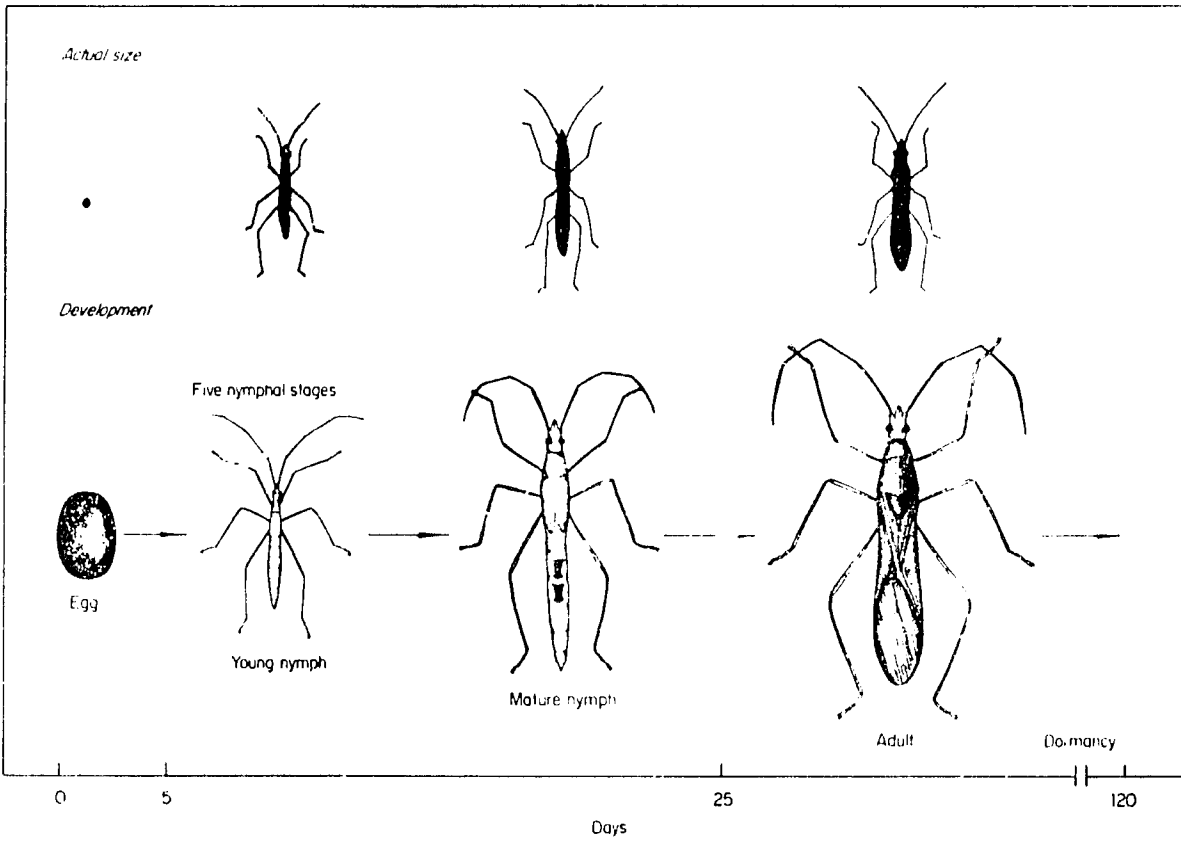 Actual size
Development
Five nymphal stages
Egg
Young nymph
Mature nymph
Adult
Dormancy
0 5 25 120
Days